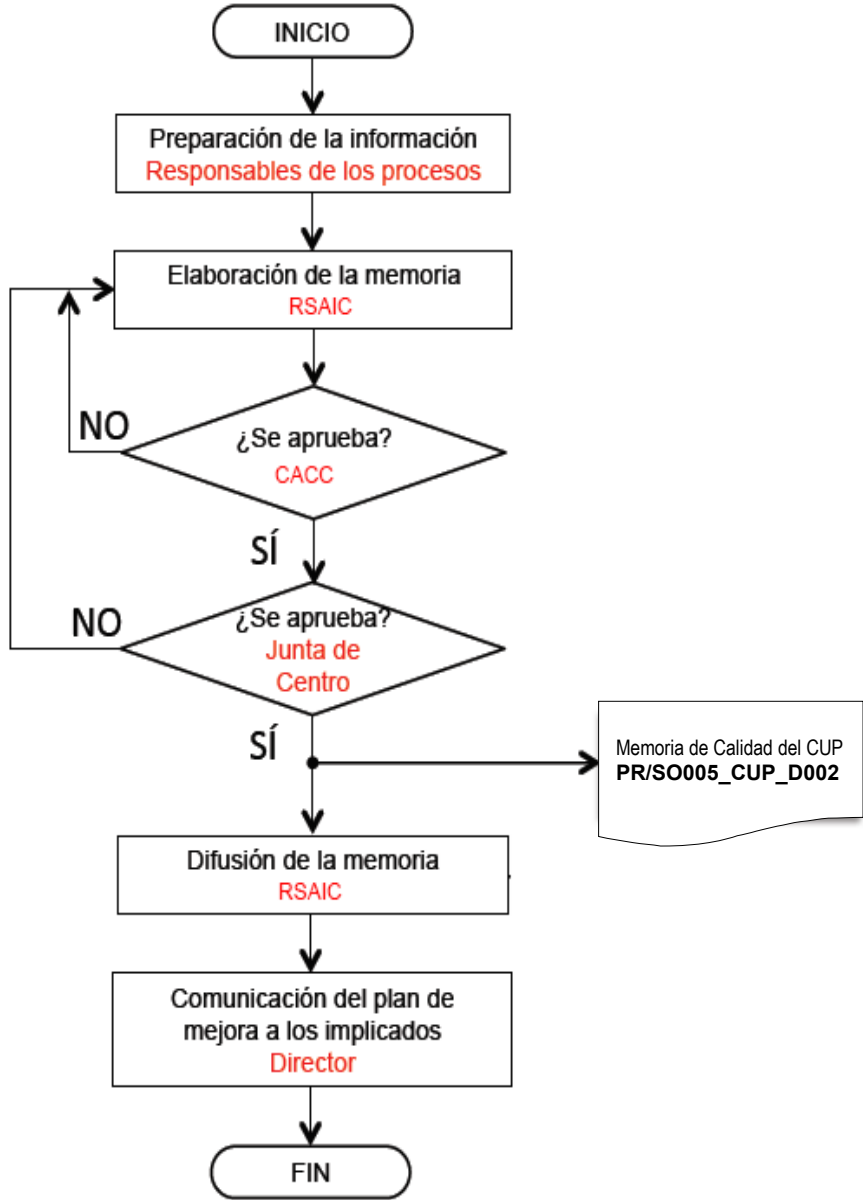 INICIO
Preparación de la información
Responsables de los procesos
Elaboración de la memoria
RSAIC
NO
¿Se aprueba?
CACC
SÍ
NO
¿Se aprueba?
Junta de
Centro
SÍ
Memoria de Calidad del CUP
PR/SO005_CUP_D002
Difusión de la memoria
RSAIC
Comunicación del plan de
mejora a los implicados
Director
FIN